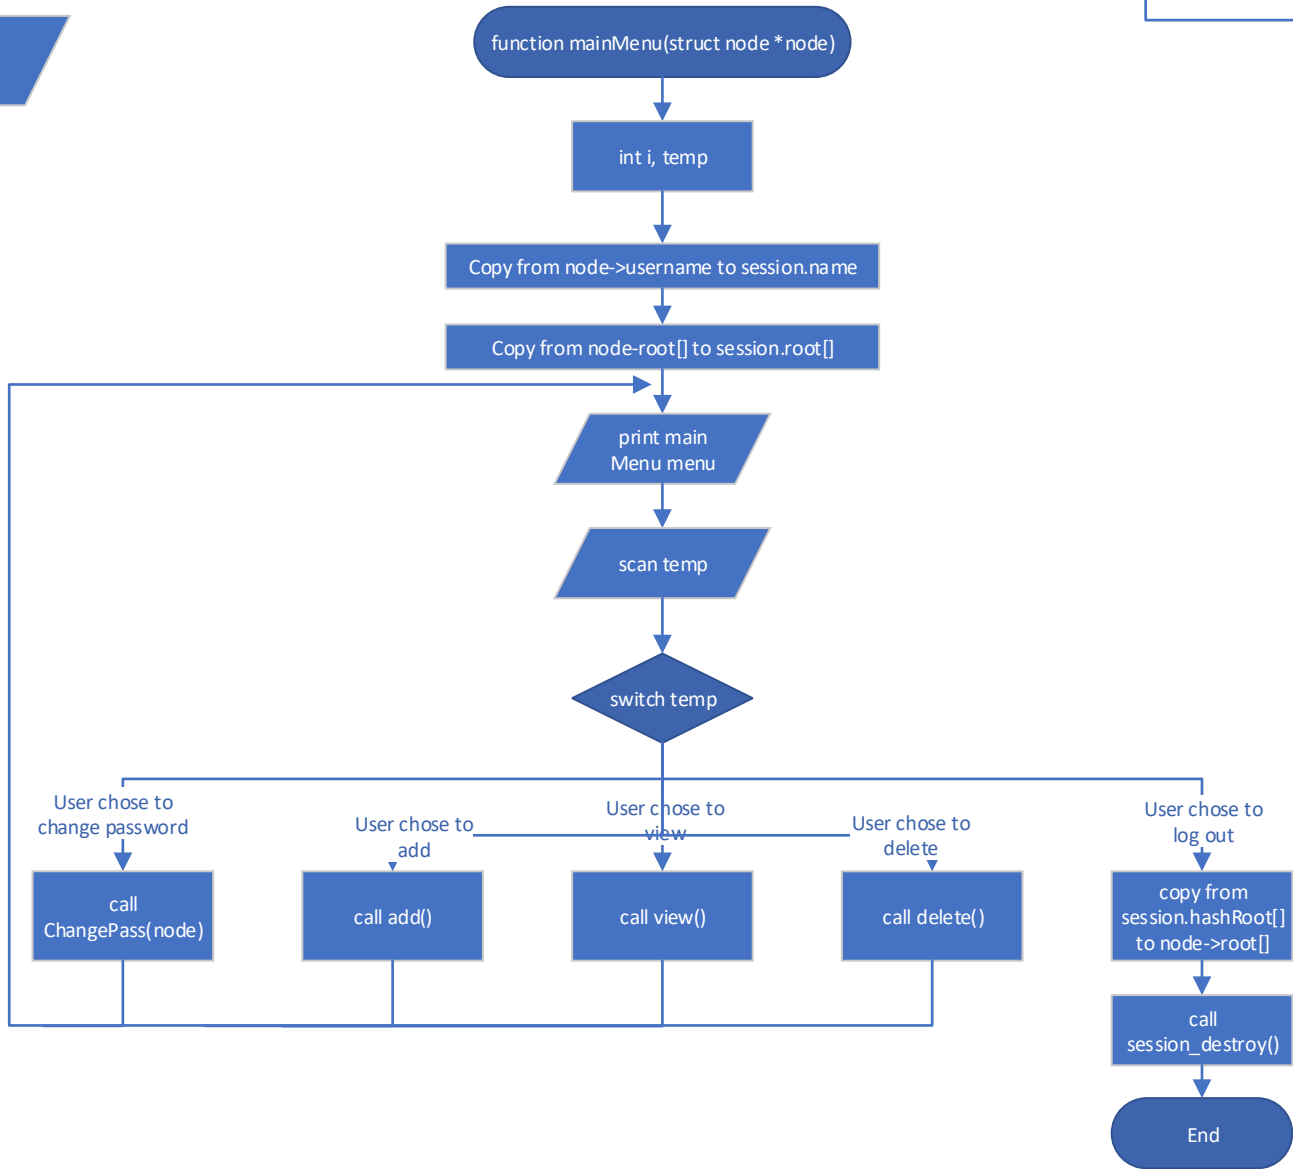 function mainMenu(struct node *node)
int i, temp
Copy from node->username to session.name
Copy from node-root[] to session.root[]
print main
Menu menu
scan temp
switch temp
User chose to
change password
User chose to
add
User chose to
view
User chose to
delete
User chose to
log out
call
ChangePass(node)
call add()
call view()
call delete()
copy from
session.hashRoot[]
to node->root[]
call
session_destroy()
End